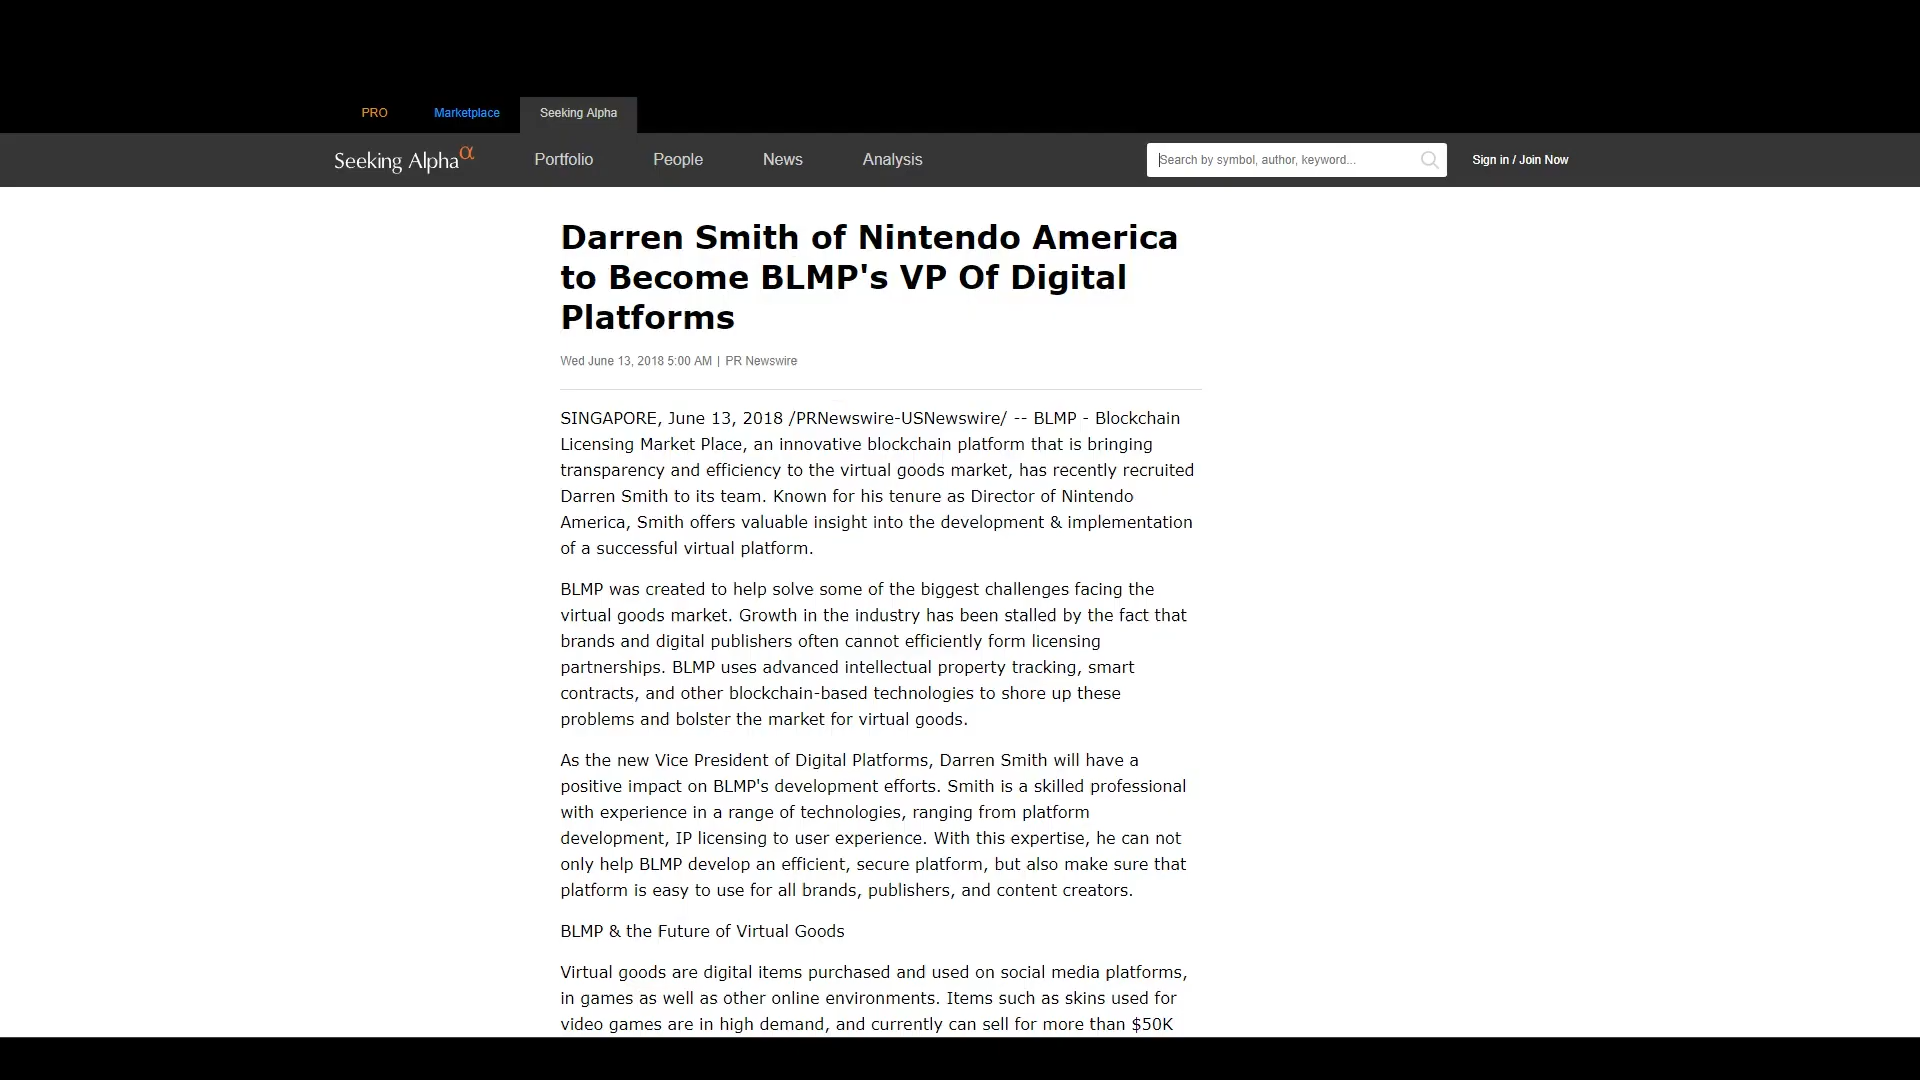 PRO Marketplace Seeking Alpha
Seeking Alpha α Portfolio People News Analysis Search by symbol, author, keyword... Sign in / Join Now
Darren Smith of Nintendo America
to Become BLMP's VP Of Digital
Platforms
Wed June 13, 2018 5:00 AM | PR Newswire
SINGAPORE, June 13, 2018 /PRNewswire-USNewswire/ -- BLMP - Blockchain
Licensing Market Place, an innovative blockchain platform that is bringing
transparency and efficiency to the virtual goods market, has recently recruited
Darren Smith to its team. Known for his tenure as Director of Nintendo
America, Smith offers valuable insight into the development & implementation
of a successful virtual platform.
BLMP was created to help solve some of the biggest challenges facing the
virtual goods market. Growth in the industry has been stalled by the fact that
brands and digital publishers often cannot efficiently form licensing
partnerships. BLMP uses advanced intellectual property tracking, smart
contracts, and other blockchain-based technologies to shore up these
problems and bolster the market for virtual goods.
As the new Vice President of Digital Platforms, Darren Smith will have a
positive impact on BLMP's development efforts. Smith is a skilled professional
with experience in a range of technologies, ranging from platform
development, IP licensing to user experience. With this expertise, he can not
only help BLMP develop an efficient, secure platform, but also make sure that
platform is easy to use for all brands, publishers, and content creators.
BLMP & the Future of Virtual Goods
Virtual goods are digital items purchased and used on social media platforms,
in games as well as other online environments. Items such as skins used for
video games are in high demand, and currently can sell for more than $50K